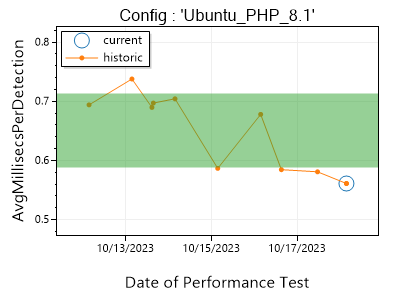 Config : 'Ubuntu_PHP_8.1'
current
historic
AvgMillisecsPerDetection
0.8
0.7
0.6
0.5
10/13/2023
10/15/2023
10/17/2023
Date of Performance Test